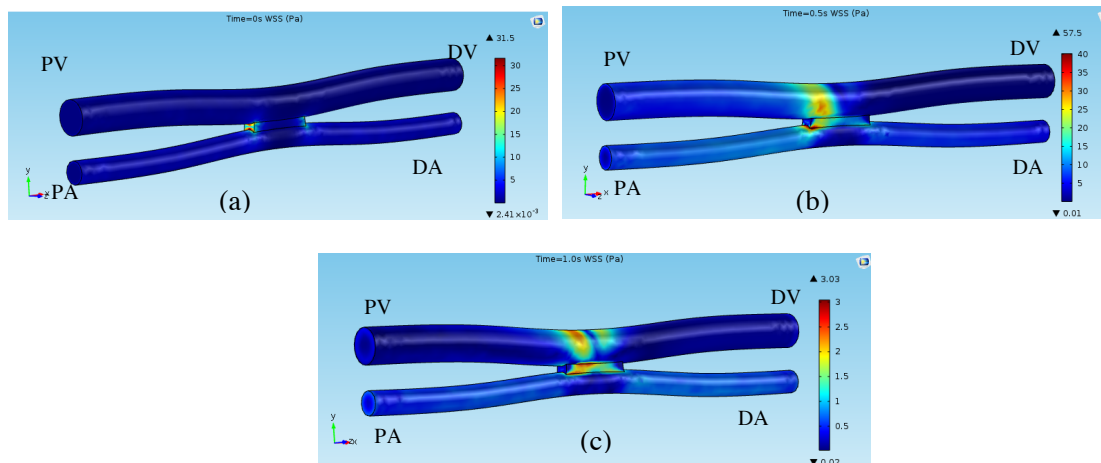 Time=0s WSS (Pa)
▲ 31.5
30
25
20
15
10
5
▼ 2.41×10⁻³
PV
DV
PA
DA
y
z x
(a)
Time=0.5s WSS (Pa)
▲ 57.5
40
35
30
25
20
15
10
5
▼ 0.01
PV
DV
PA
DA
y
z x
(b)
Time=1.0s WSS (Pa)
▲ 3.03
3
2.5
2
1.5
1
0.5
▼ 0.02
PV
DV
PA
DA
y
zx
(c)